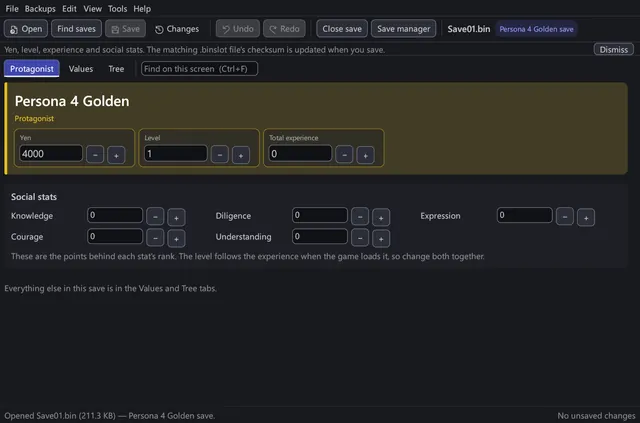 File Backups Edit View Tools Help
Open Find saves Save Changes Undo Redo Close save Save manager Save01.bin Persona 4 Golden save
Yen, level, experience and social stats. The matching .binslot file's checksum is updated when you save. Dismiss
Protagonist Values Tree Find on this screen (Ctrl+F)
Persona 4 Golden
Protagonist
Yen Level Total experience
4000 − + 1 − + 0 − +
Social stats
Knowledge 0 − + Diligence 0 − + Expression 0 − +
Courage 0 − + Understanding 0 − +
These are the points behind each stat's rank. The level follows the experience when the game loads it, so change both together.
Everything else in this save is in the Values and Tree tabs.
Opened Save01.bin (211.3 KB) — Persona 4 Golden save. No unsaved changes